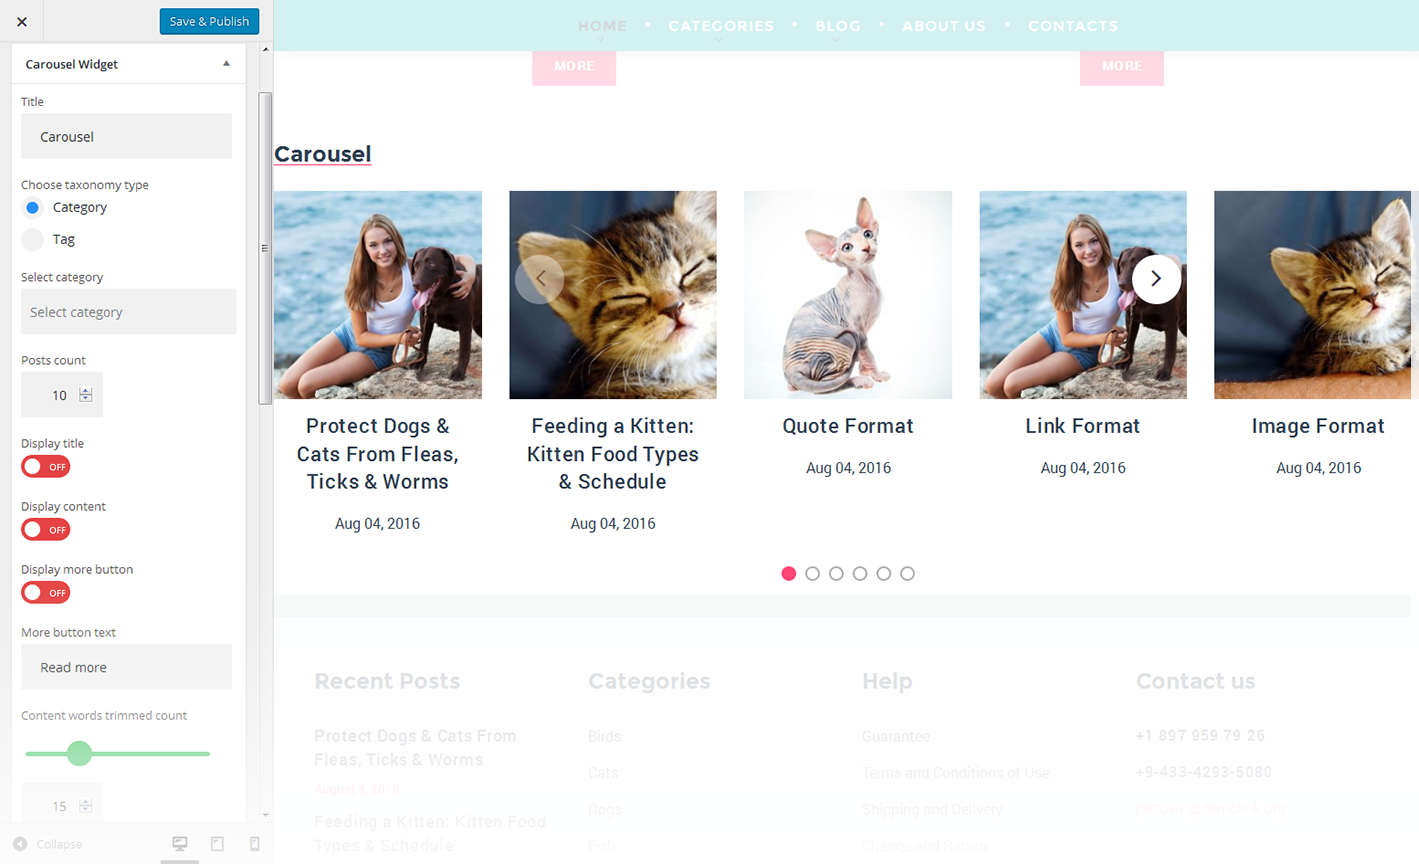 Save & Publish
Carousel Widget
Title
Carousel
Choose taxonomy type
Category
Tag
Select category
Select category
Posts count
10
Display title
OFF
Display content
OFF
Display more button
OFF
More button text
Read more
Content words trimmed count
15
Collapse
HOME • CATEGORIES • BLOG • ABOUT US • CONTACTS
MORE
MORE
Carousel
Protect Dogs &
Cats From Fleas,
Ticks & Worms
Aug 04, 2016
Feeding a Kitten:
Kitten Food Types
& Schedule
Aug 04, 2016
Quote Format
Aug 04, 2016
Link Format
Aug 04, 2016
Image Format
Aug 04, 2016
Recent Posts
Protect Dogs & Cats From
Fleas, Ticks & Worms
August 4, 2016
Feeding a Kitten: Kitten Food
Types & Schedule
Categories
Birds
Cats
Dogs
Fish
Help
Guarantee
Terms and Conditions of Use
Shipping and Delivery
Change and Return
Contact us
+1 897 959 79 26
+9-433-4293-5080